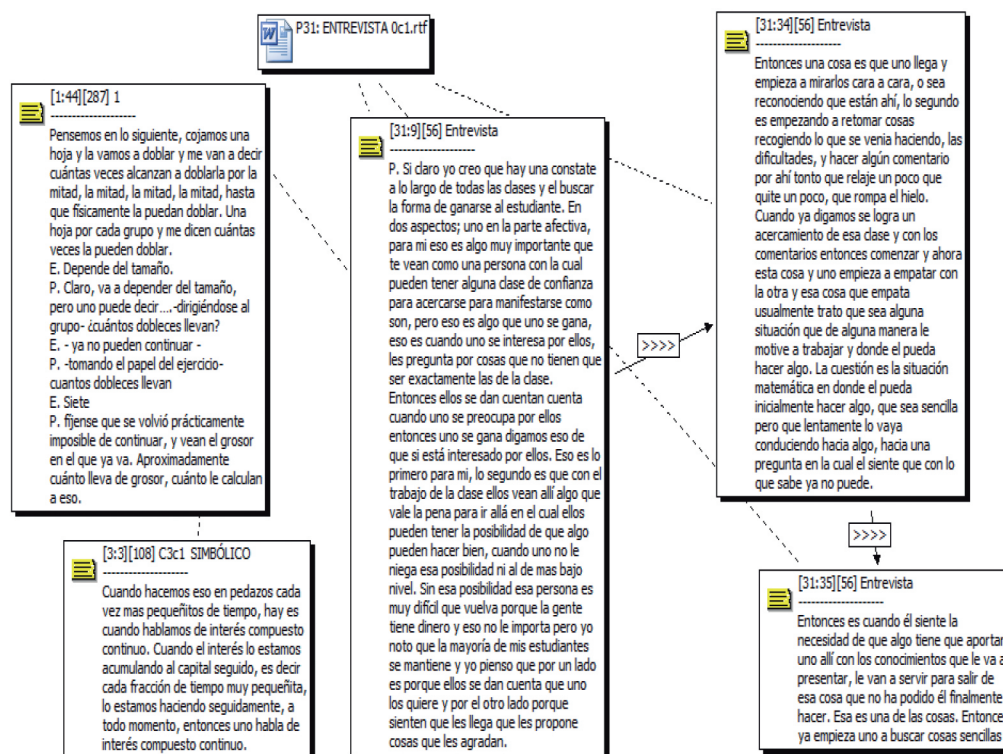 P31: ENTREVISTA 0c1.rtf
[1:44][287] 1
--------------------
Pensemos en lo siguiente, cojamos una
hoja y la vamos a doblar y me van a decir
cuántas veces alcanzan a doblarla por la
mitad, la mitad, la mitad, la mitad, hasta
que físicamente la puedan doblar. Una
hoja por cada grupo y me dicen cuántas
veces la pueden doblar.
E. Depende del tamaño.
P. Claro, va a depender del tamaño,
pero uno puede decir ....-dirigiéndose al
grupo- ¿cuántos dobleces llevan?
E. - ya no pueden continuar -
P. -tomando el papel del ejercicio-
cuantos dobleces llevan
E. Siete
P. fíjense que se volvió prácticamente
imposible de continuar, y vean el grosor
en el que ya va. Aproximadamente
cuánto lleva de grosor, cuánto le calculan
a eso.
[3:3][108] C3c1 SIMBÓLICO
--------------------
Cuando hacemos eso en pedazos cada
vez mas pequeñitos de tiempo, hay es
cuando hablamos de interés compuesto
continuo. Cuando el interés lo estamos
acumulando al capital seguido, es decir
cada fracción de tiempo muy pequeñita,
lo estamos haciendo seguidamente, a
todo momento, entonces uno habla de
interés compuesto continuo.
[31:9][56] Entrevista
--------------------
P. Si claro yo creo que hay una constate
a lo largo de todas las clases y el buscar
la forma de ganarse al estudiante. En
dos aspectos; uno en la parte afectiva,
para mi eso es algo muy importante que
te vean como una persona con la cual
pueden tener alguna clase de confianza
para acercarse para manifestarse como
son, pero eso es algo que uno se gana,
eso es cuando uno se interesa por ellos,
les pregunta por cosas que no tienen que
ser exactamente las de la clase.
Entonces ellos se dan cuentan cuenta
cuando uno se preocupa por ellos
entonces uno se gana digamos eso de
que si está interesado por ellos. Eso es lo
primero para mi, lo segundo es que con el
trabajo de la clase ellos vean allí algo que
vale la pena para ir allá en el cual ellos
pueden tener la posibilidad de que algo
pueden hacer bien, cuando uno no le
niega esa posibilidad ni al de mas bajo
nivel. Sin esa posibilidad esa persona es
muy difícil que vuelva porque la gente
tiene dinero y eso no le importa pero yo
noto que la mayoría de mis estudiantes
se mantiene y yo pienso que por un lado
es porque ellos se dan cuenta que uno
los quiere y por el otro lado porque
sienten que les llega que les propone
cosas que les agradan.
>>>>
[31:34][56] Entrevista
--------------------
Entonces una cosa es que uno llega y
empieza a mirarlos cara a cara, o sea
reconociendo que están ahí, lo segundo
es empezando a retomar cosas
recogiendo lo que se venia haciendo, las
dificultades, y hacer algún comentario
por ahí tonto que relaje un poco que
quite un poco, que rompa el hielo.
Cuando ya digamos se logra un
acercamiento de esa clase y con los
comentarios entonces comenzar y ahora
esta cosa y uno empieza a empatar con
la otra y esa cosa que empata
usualmente trato que sea alguna
situación que de alguna manera le
motive a trabajar y donde el pueda
hacer algo. La cuestión es la situación
matemática en donde el pueda
inicialmente hacer algo, que sea sencilla
pero que lentamente lo vaya
conduciendo hacia algo, hacia una
pregunta en la cual el siente que con lo
que sabe ya no puede.
>>>>
[31:35][56] Entrevista
--------------------
Entonces es cuando él siente la
necesidad de que algo tiene que aportar
uno allí con los conocimientos que le va a
presentar, le van a servir para salir de
esa cosa que no ha podido él finalmente
hacer. Esa es una de las cosas. Entonce
ya empieza uno a buscar cosas sencillas